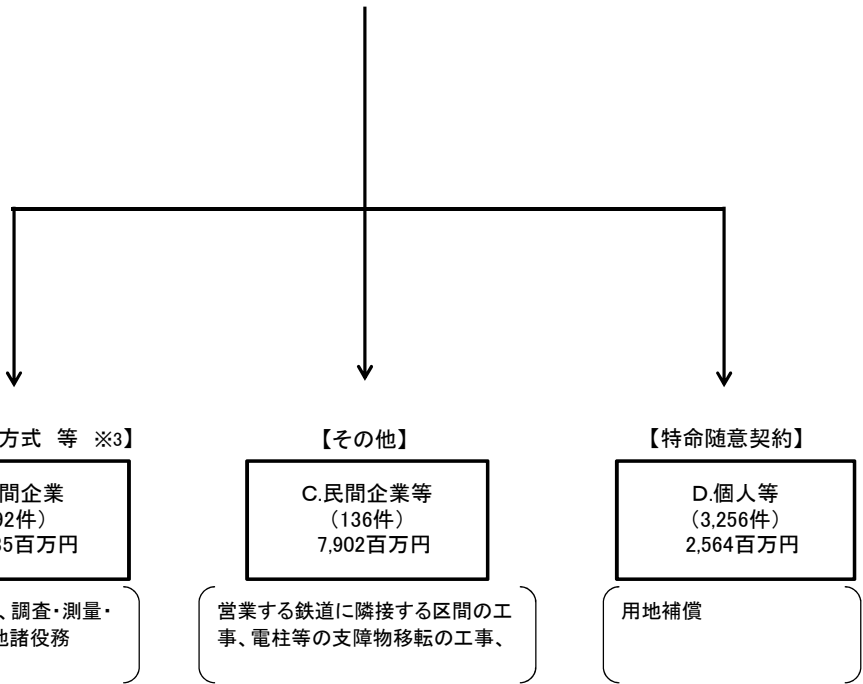 方式 等 ※3】
間企業
92件）
35百万円
、調査・測量・
他諸役務
【その他】
C.民間企業等
（136件）
7,902百万円
営業する鉄道に隣接する区間の工
事、電柱等の支障物移転の工事、
【特命随意契約】
D.個人等
（3,256件）
2,564百万円
用地補償